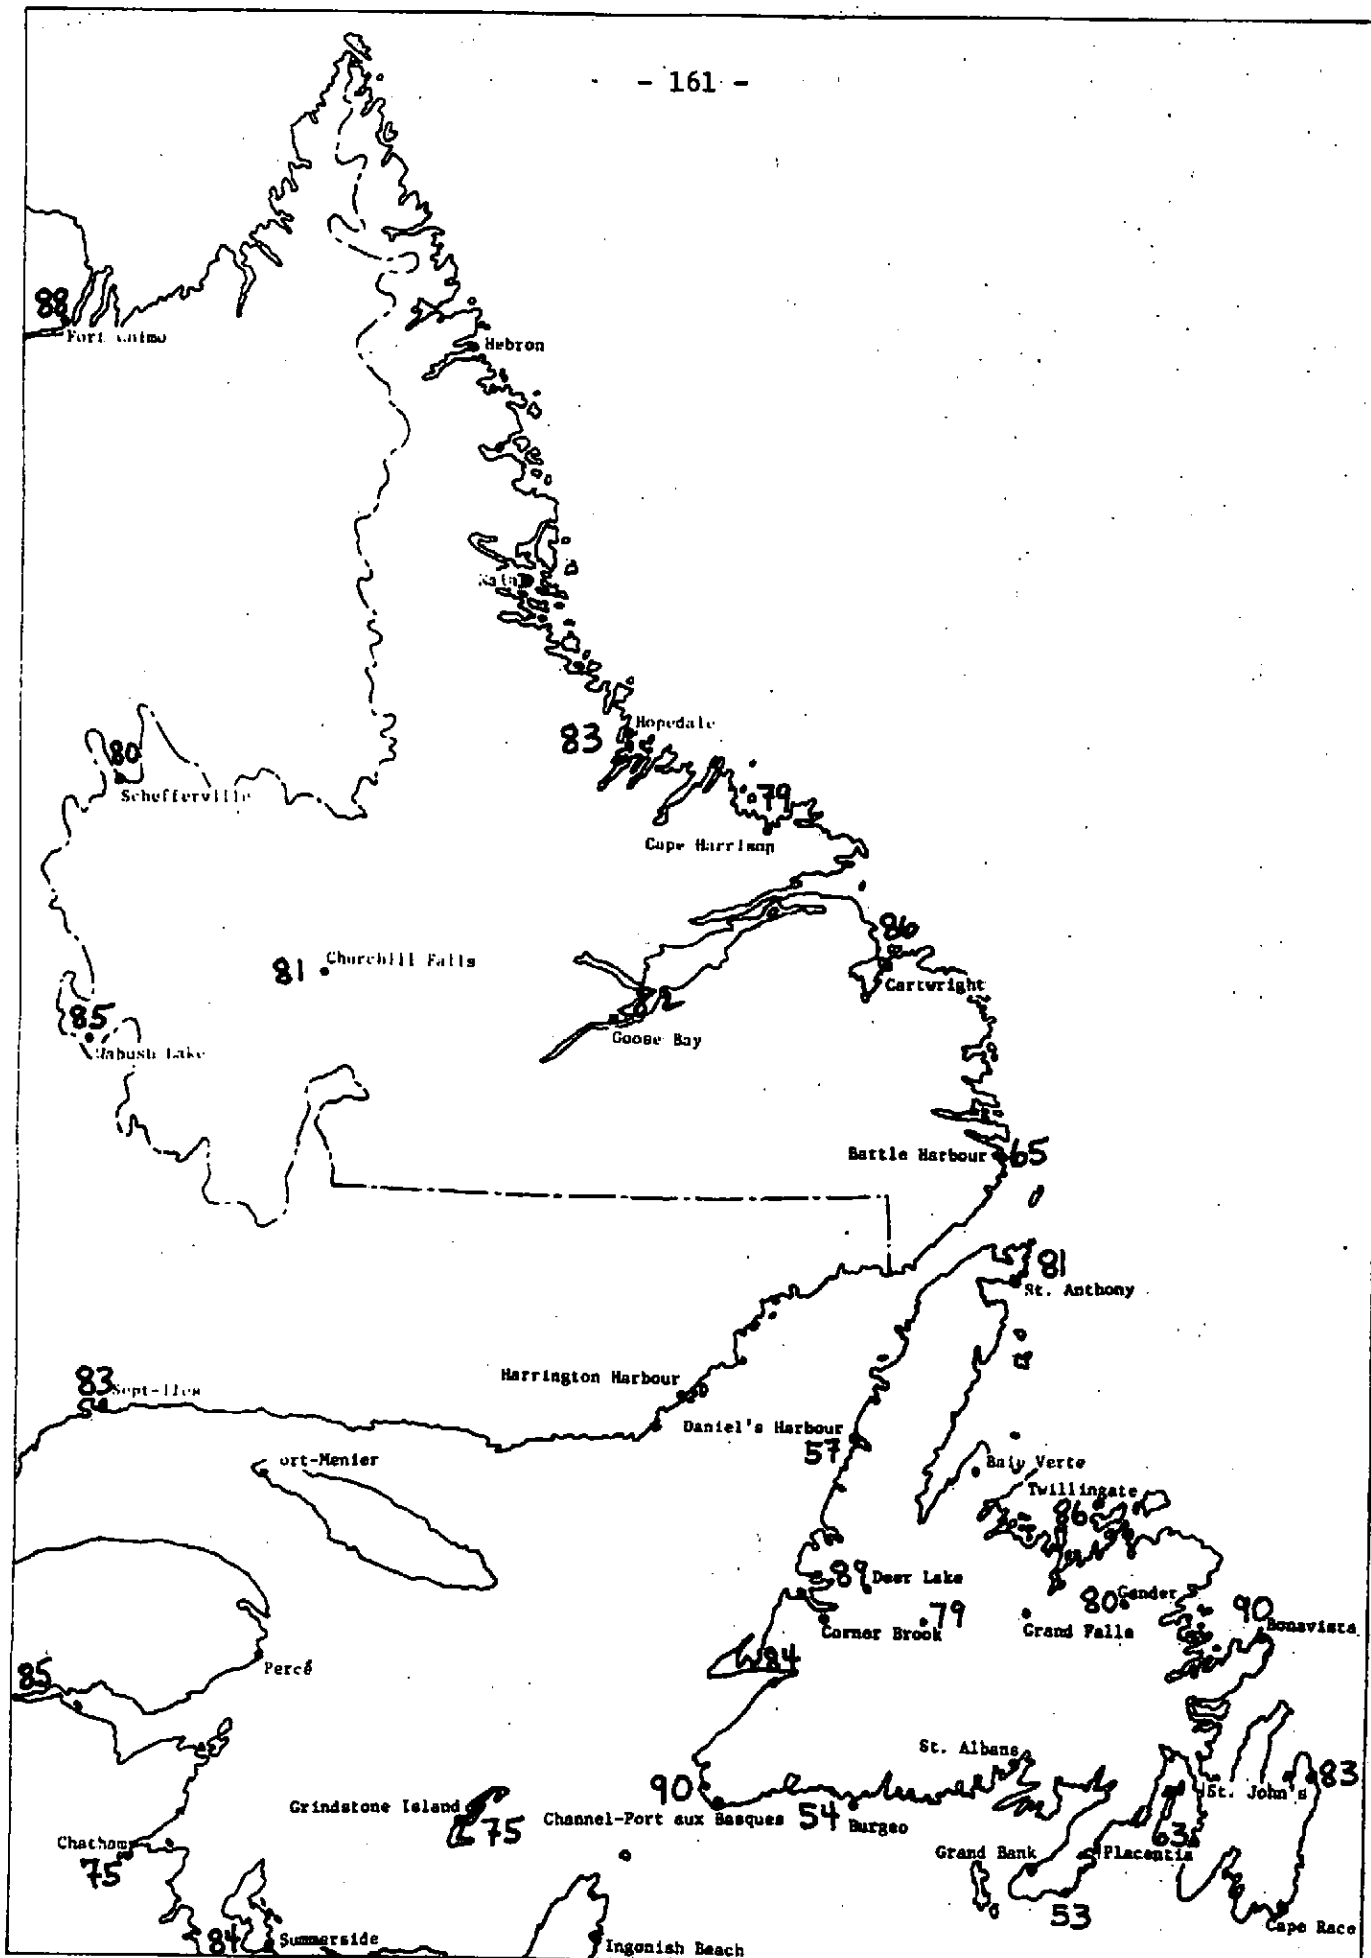 - 161 -
88
Hebron
Hopedale
83
80
Schefferville
79
Cape Harrison
86
81 Churchill Falls
Cartwright
85
Wabush Lake
82
Goose Bay
Battle Harbour 65
81
St. Anthony
83 Sept-Iles
Harrington Harbour
Daniel's Harbour
57
ort-Menier
Baie Verte
Twillingate
86
89 Deer Lake
80 Gander
79
90
Corner Brook
Grand Falls
Bonavista
84
Percé
85
St. Albans
90
83
St. John's
Grindstone Island
75
Channel-Port aux Basques
54 Burgeo
63
Chatham
75
Grand Bank
Placentia
53
Cape Race
84 Summerside
Ingonish Beach